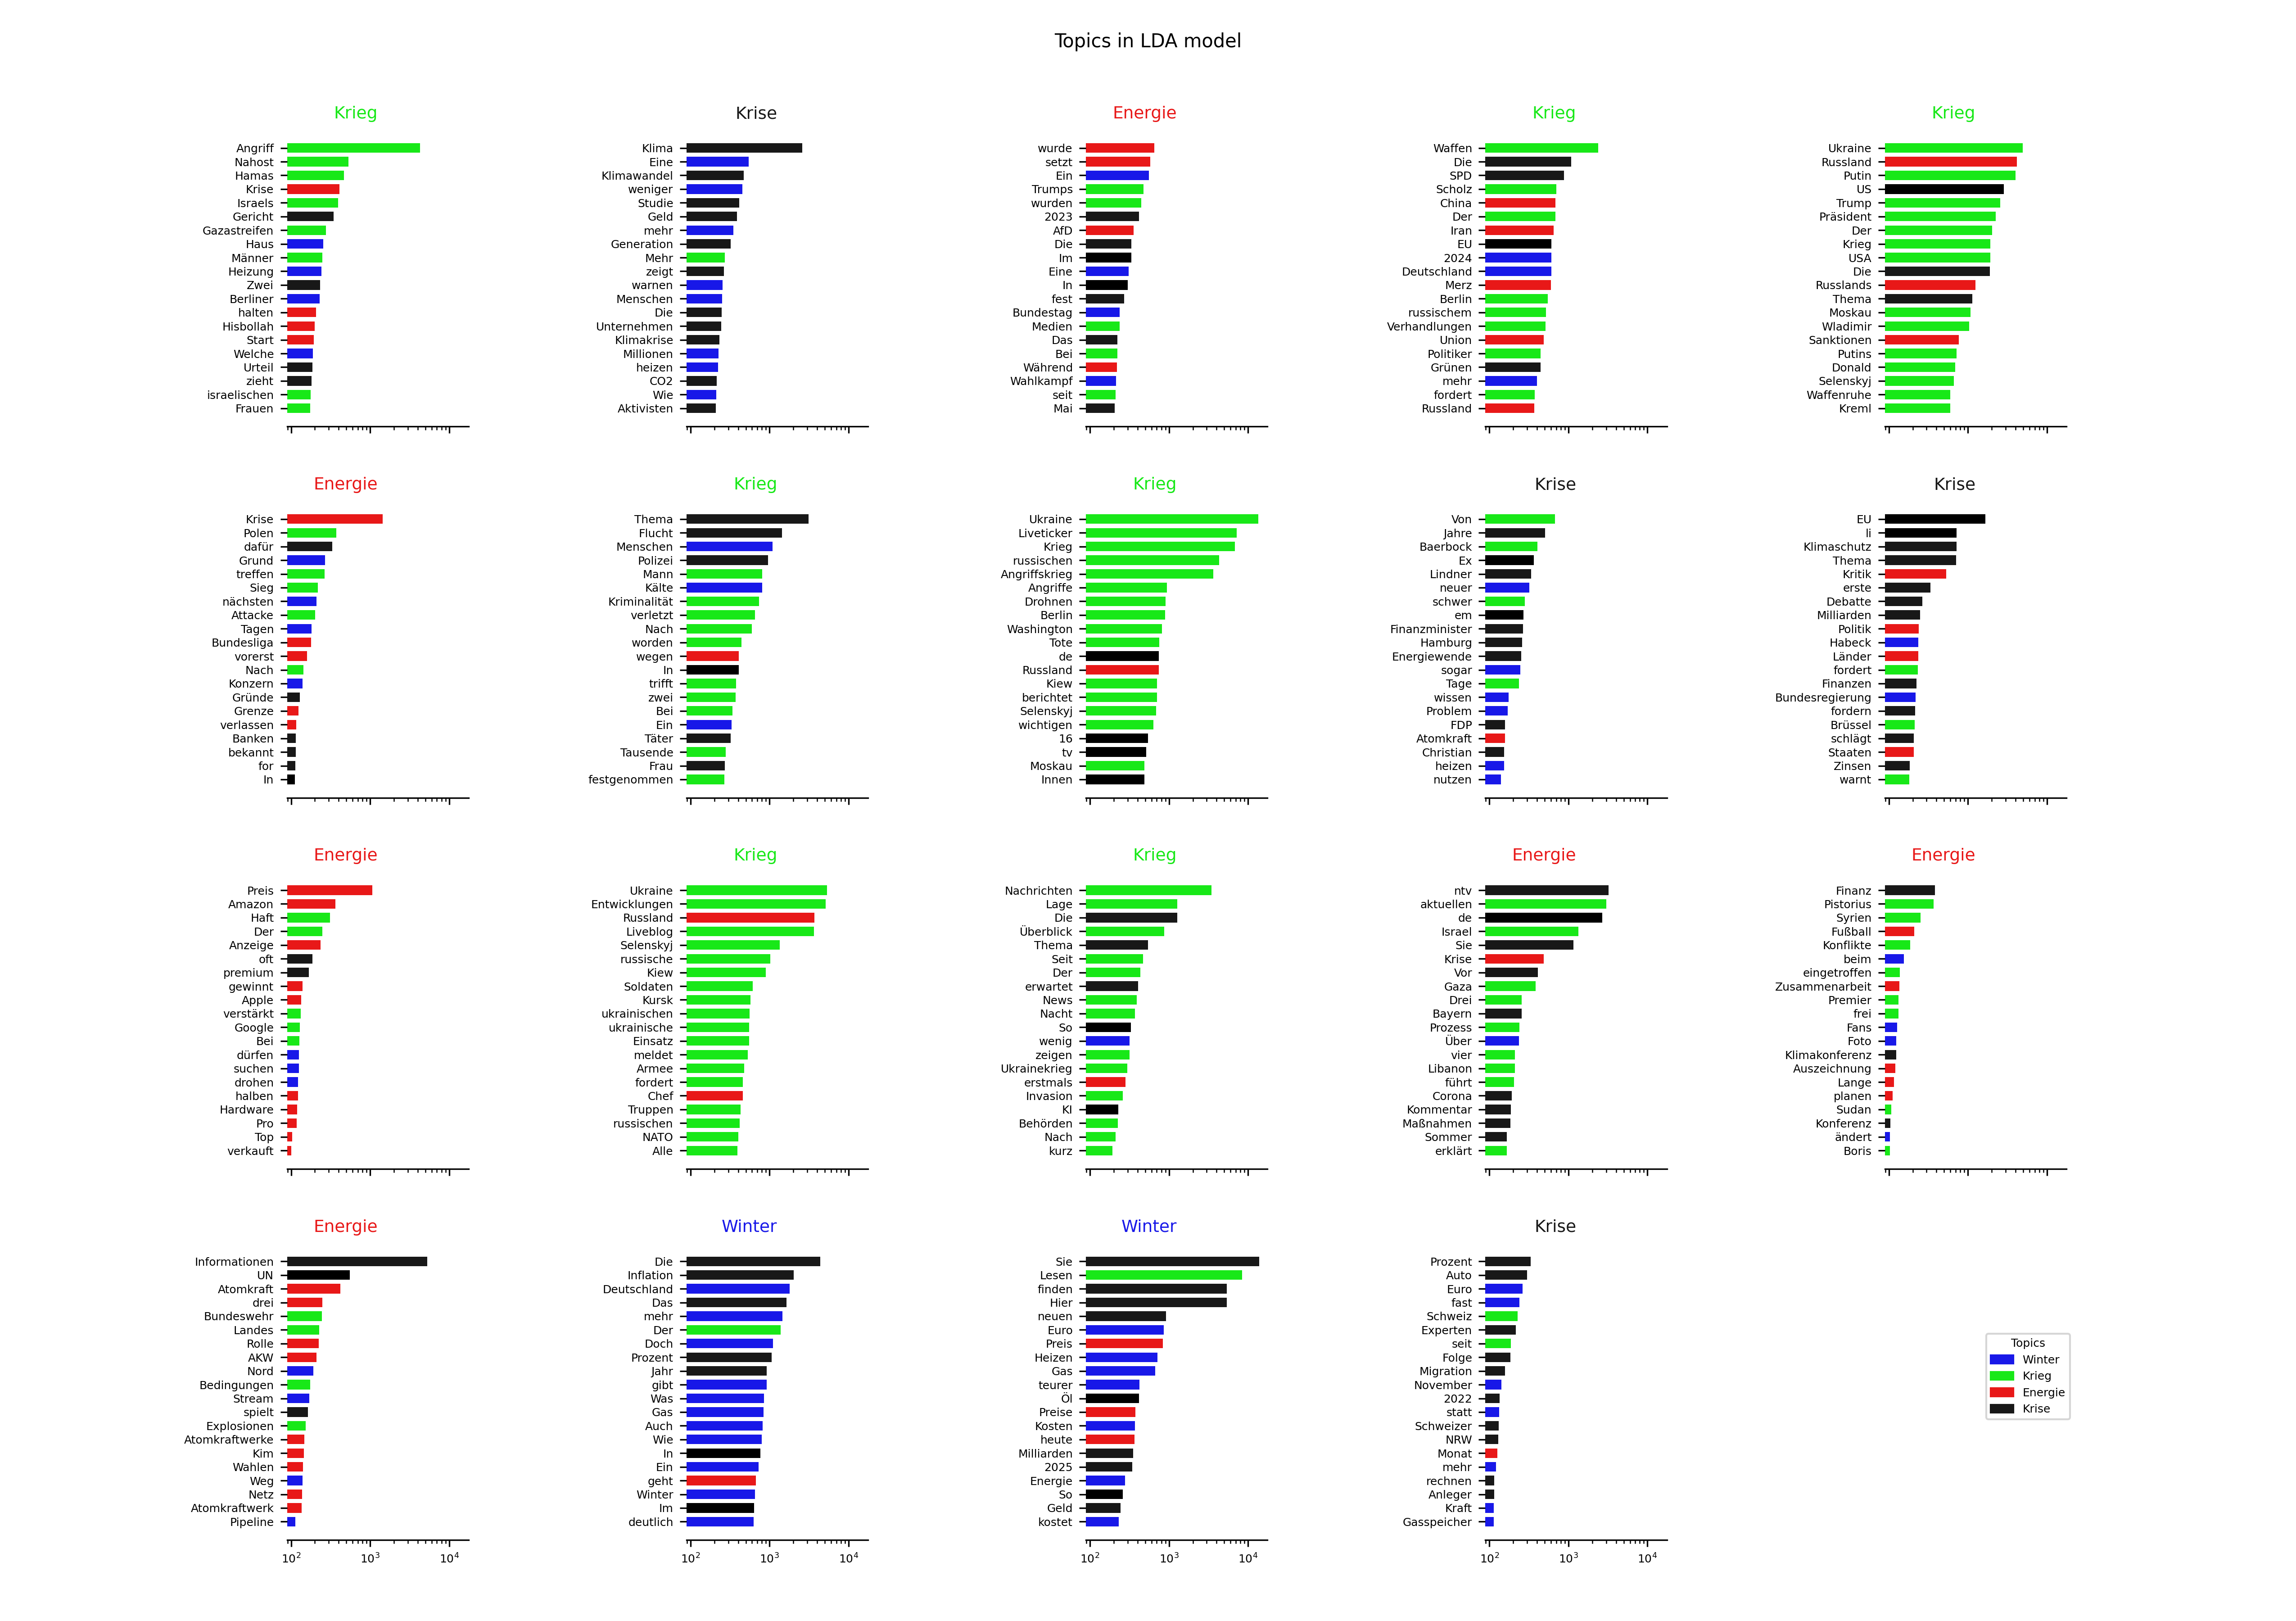 Topics in LDA model
Krieg
Angriff
Nahost
Hamas
Krise
Israels
Gericht
Gazastreifen
Haus
Männer
Heizung
Zwei
Berliner
halten
Hisbollah
Start
Welche
Urteil
zieht
israelischen
Frauen
Krise
Klima
Eine
Klimawandel
weniger
Studie
Geld
mehr
Generation
Mehr
zeigt
warnen
Menschen
Die
Unternehmen
Klimakrise
Millionen
heizen
CO2
Wie
Aktivisten
Energie
wurde
setzt
Ein
Trumps
wurden
2023
AfD
Die
Im
Eine
In
fest
Bundestag
Medien
Das
Bei
Während
Wahlkampf
seit
Mai
Krieg
Waffen
Die
SPD
Scholz
China
Der
Iran
EU
2024
Deutschland
Merz
Berlin
russischem
Verhandlungen
Union
Politiker
Grünen
mehr
fordert
Russland
Krieg
Ukraine
Russland
Putin
US
Trump
Präsident
Der
Krieg
USA
Die
Russlands
Thema
Moskau
Wladimir
Sanktionen
Putins
Donald
Selenskyj
Waffenruhe
Kreml
Energie
Krise
Polen
dafür
Grund
treffen
Sieg
nächsten
Attacke
Tagen
Bundesliga
vorerst
Nach
Konzern
Gründe
Grenze
verlassen
Banken
bekannt
for
In
Krieg
Thema
Flucht
Menschen
Polizei
Mann
Kälte
Kriminalität
verletzt
Nach
worden
wegen
In
trifft
zwei
Bei
Ein
Täter
Tausende
Frau
festgenommen
Krieg
Ukraine
Liveticker
Krieg
russischen
Angriffskrieg
Angriffe
Drohnen
Berlin
Washington
Tote
de
Russland
Kiew
berichtet
Selenskyj
wichtigen
16
tv
Moskau
Innen
Krise
Von
Jahre
Baerbock
Ex
Lindner
neuer
schwer
em
Finanzminister
Hamburg
Energiewende
sogar
Tage
wissen
Problem
FDP
Atomkraft
Christian
heizen
nutzen
Krise
EU
li
Klimaschutz
Thema
Kritik
erste
Debatte
Milliarden
Politik
Habeck
Länder
fordert
Finanzen
Bundesregierung
fordern
Brüssel
schlägt
Staaten
Zinsen
warnt
Energie
Preis
Amazon
Haft
Der
Anzeige
oft
premium
gewinnt
Apple
verstärkt
Google
Bei
dürfen
suchen
drohen
halben
Hardware
Pro
Top
verkauft
Krieg
Ukraine
Entwicklungen
Russland
Liveblog
Selenskyj
russische
Kiew
Soldaten
Kursk
ukrainischen
ukrainische
Einsatz
meldet
Armee
fordert
Chef
Truppen
russischen
NATO
Alle
Krieg
Nachrichten
Lage
Die
Überblick
Thema
Seit
Der
erwartet
News
Nacht
So
wenig
zeigen
Ukrainekrieg
erstmals
Invasion
KI
Behörden
Nach
kurz
Energie
ntv
aktuellen
de
Israel
Sie
Krise
Vor
Gaza
Drei
Bayern
Prozess
Über
vier
Libanon
führt
Corona
Kommentar
Maßnahmen
Sommer
erklärt
Energie
Finanz
Pistorius
Syrien
Fußball
Konflikte
beim
eingetroffen
Zusammenarbeit
Premier
frei
Fans
Foto
Klimakonferenz
Auszeichnung
Lange
planen
Sudan
Konferenz
ändert
Boris
Energie
Informationen
UN
Atomkraft
drei
Bundeswehr
Landes
Rolle
AKW
Nord
Bedingungen
Stream
spielt
Explosionen
Atomkraftwerke
Kim
Wahlen
Weg
Netz
Atomkraftwerk
Pipeline
10² 10³ 10⁴
Winter
Die
Inflation
Deutschland
Das
mehr
Der
Doch
Prozent
Jahr
gibt
Was
Gas
Auch
Wie
In
Ein
geht
Winter
Im
deutlich
10² 10³ 10⁴
Winter
Sie
Lesen
finden
Hier
neuen
Euro
Preis
Heizen
Gas
teurer
Öl
Preise
Kosten
heute
Milliarden
2025
Energie
So
Geld
kostet
10² 10³ 10⁴
Krise
Prozent
Auto
Euro
fast
Schweiz
Experten
seit
Folge
Migration
November
2022
statt
Schweizer
NRW
Monat
mehr
rechnen
Anleger
Kraft
Gasspeicher
10² 10³ 10⁴
Topics
Winter
Krieg
Energie
Krise